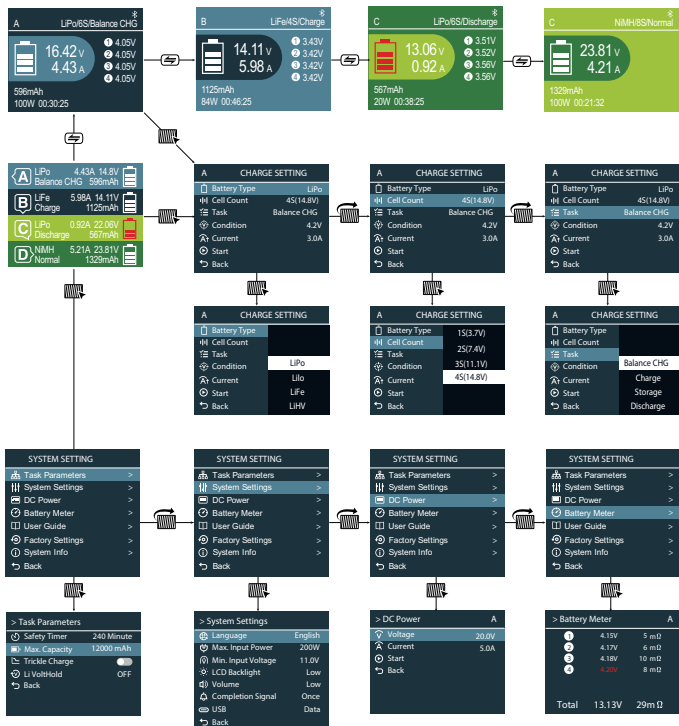 A LiPo/6S/Balance CHG
16.42 V
4.43 A
1 4.05V
2 4.05V
3 4.05V
4 4.05V
596mAh
100W 00:30:25
B LiFe/4S/Charge
14.11 V
5.98 A
1 3.43V
2 3.42V
3 3.42V
4 3.42V
1125mAh
84W 00:46:25
C LiPo/6S/Discharge
13.06 V
0.92 A
1 3.51V
2 3.52V
3 3.56V
4 3.56V
567mAh
20W 00:38:25
C NiMH/8S/Normal
23.81 V
4.21 A
1329mAh
100W 00:21:32
A LiPo 4.43A 14.8V
Balance CHG 596mAh
B LiFe 5.98A 14.11V
Charge 1125mAh
C LiPo 0.92A 22.06V
Discharge 567mAh
D NiMH 5.21A 23.81V
Normal 1329mAh
A CHARGE SETTING
Battery Type LiPo
Cell Count 4S(14.8V)
Task Balance CHG
Condition 4.2V
Current 3.0A
Start
Back
A CHARGE SETTING
Battery Type LiPo
Cell Count 4S(14.8V)
Task Balance CHG
Condition 4.2V
Current 3.0A
Start
Back
A CHARGE SETTING
Battery Type LiPo
Cell Count 4S(14.8V)
Task Balance CHG
Condition 4.2V
Current 3.0A
Start
Back
A CHARGE SETTING
Battery Type
Cell Count
Task
Condition
Current
Start
Back
LiPo
Lilo
LiFe
LiHV
A CHARGE SETTING
Battery Type
Cell Count
Task
Condition
Current
Start
Back
1S(3.7V)
2S(7.4V)
3S(11.1V)
4S(14.8V)
A CHARGE SETTING
Battery Type
Cell Count
Task
Condition
Current
Start
Back
Balance CHG
Charge
Storage
Discharge
SYSTEM SETTING
Task Parameters >
System Settings >
DC Power >
Battery Meter >
User Guide >
Factory Settings >
System Info >
Back
SYSTEM SETTING
Task Parameters >
System Settings >
DC Power >
Battery Meter >
User Guide >
Factory Settings >
System Info >
Back
SYSTEM SETTING
Task Parameters >
System Settings >
DC Power >
Battery Meter >
User Guide >
Factory Settings >
System Info >
Back
SYSTEM SETTING
Task Parameters >
System Settings >
DC Power >
Battery Meter >
User Guide >
Factory Settings >
System Info >
Back
> Task Parameters
Safety Timer 240 Minute
Max. Capacity 12000 mAh
Trickle Charge
Li VoltHold OFF
Back
> System Settings
Language English
Max. Input Power 200W
Min. Input Voltage 11.0V
LCD Backlight Low
Volume Low
Completion Signal Once
USB Data
Back
> DC Power A
Voltage 20.0V
Current 5.0A
Start
Back
> Battery Meter A
1 4.15V 5 mΩ
2 4.17V 6 mΩ
3 4.18V 10 mΩ
4 4.20V 8 mΩ
Total 13.13V 29mΩ